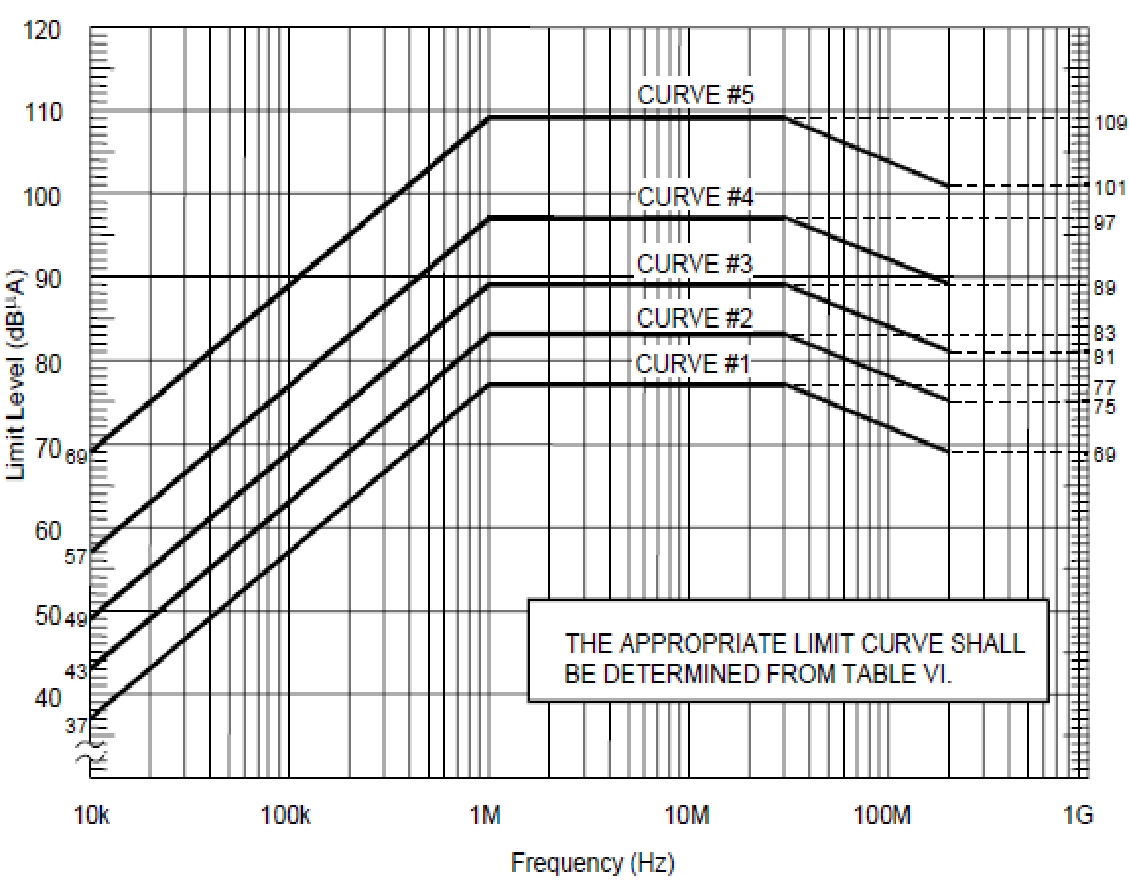 120
110
100
90
80
70
60
50
40
69
57
49
43
37
Limit Level (dBµA)
CURVE #5
CURVE #4
CURVE #3
CURVE #2
CURVE #1
109
101
97
89
83
81
77
75
69
THE APPROPRIATE LIMIT CURVE SHALL
BE DETERMINED FROM TABLE VI.
10k 100k 1M 10M 100M 1G
Frequency (Hz)